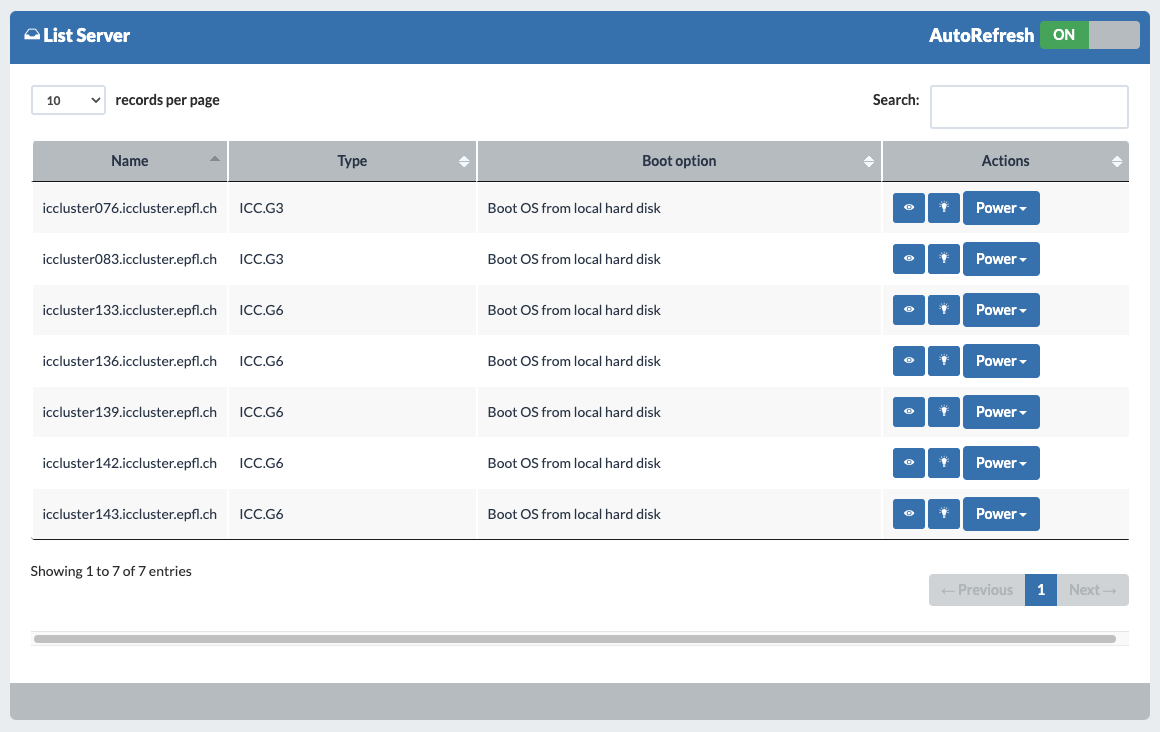 List Server AutoRefresh ON
10 records per page Search:
Name Type Boot option Actions
iccluster076.iccluster.epfl.ch ICC.G3 Boot OS from local hard disk Power
iccluster083.iccluster.epfl.ch ICC.G3 Boot OS from local hard disk Power
iccluster133.iccluster.epfl.ch ICC.G6 Boot OS from local hard disk Power
iccluster136.iccluster.epfl.ch ICC.G6 Boot OS from local hard disk Power
iccluster139.iccluster.epfl.ch ICC.G6 Boot OS from local hard disk Power
iccluster142.iccluster.epfl.ch ICC.G6 Boot OS from local hard disk Power
iccluster143.iccluster.epfl.ch ICC.G6 Boot OS from local hard disk Power
Showing 1 to 7 of 7 entries
← Previous 1 Next →